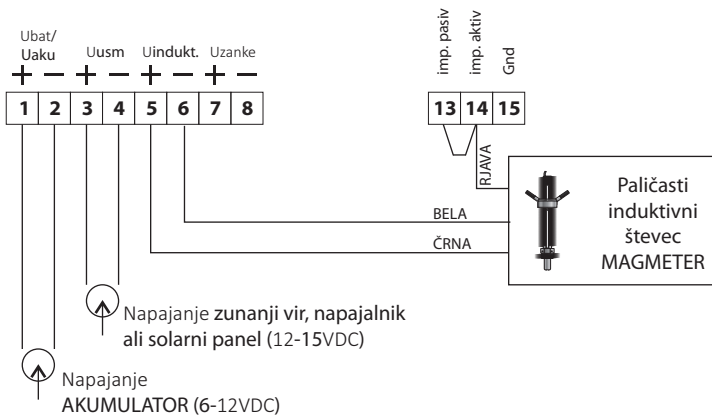 Ubat/
Uaku Uusm Uindukt. Uzanke
+ − + − + − + −
1 2 3 4 5 6 7 8
imp. pasiv
imp. aktiv
Gnd
13 14 15
RJAVA
BELA
ČRNA
Paličasti
induktivni
števec
MAGMETER
Napajanje zunanji vir, napajalnik
ali solarni panel (12-15VDC)
Napajanje
AKUMULATOR (6-12VDC)